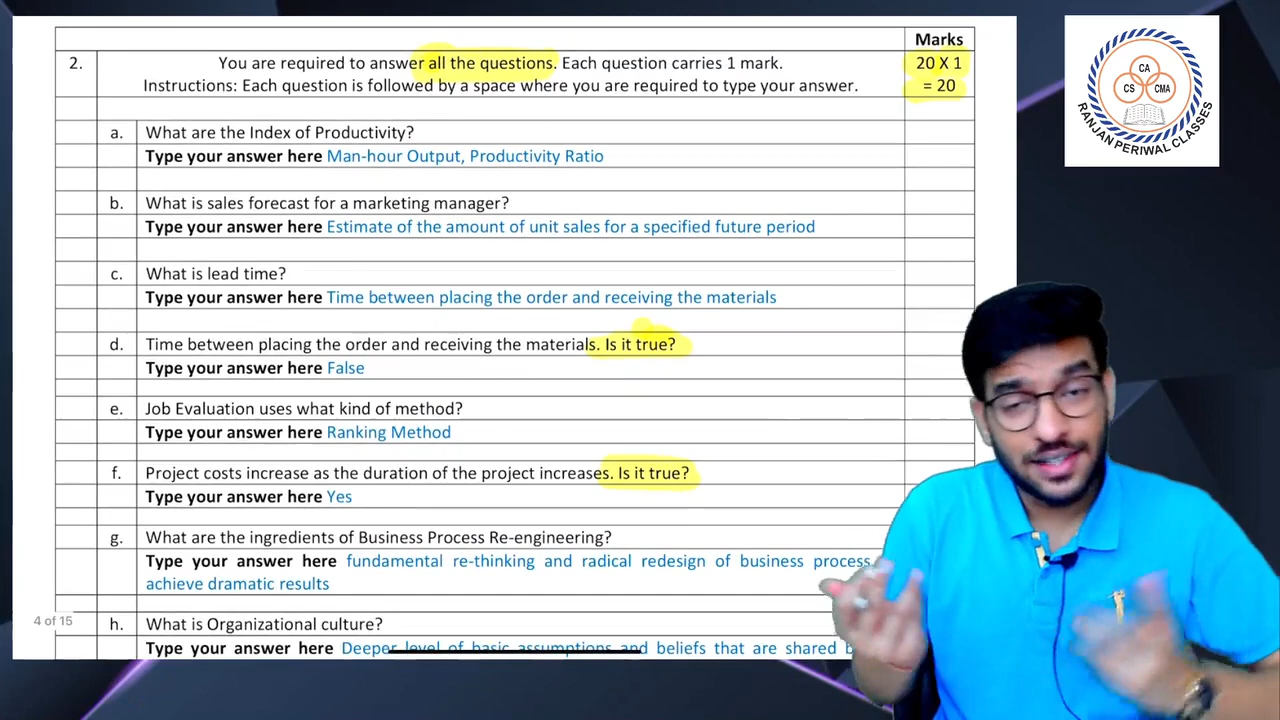 Marks
2. You are required to answer all the questions. Each question carries 1 mark. 20 X 1
Instructions: Each question is followed by a space where you are required to type your answer. = 20
a. What are the Index of Productivity?
Type your answer here Man-hour Output, Productivity Ratio
b. What is sales forecast for a marketing manager?
Type your answer here Estimate of the amount of unit sales for a specified future period
c. What is lead time?
Type your answer here Time between placing the order and receiving the materials
d. Time between placing the order and receiving the materials. Is it true?
Type your answer here False
e. Job Evaluation uses what kind of method?
Type your answer here Ranking Method
f. Project costs increase as the duration of the project increases. Is it true?
Type your answer here Yes
g. What are the ingredients of Business Process Re-engineering?
Type your answer here fundamental re-thinking and radical redesign of business process
achieve dramatic results
4 of 15
h. What is Organizational culture?
Type your answer here Deeper level of basic assumptions and beliefs that are shared
CA
CS CMA
RANJAN PERIWAL CLASSES